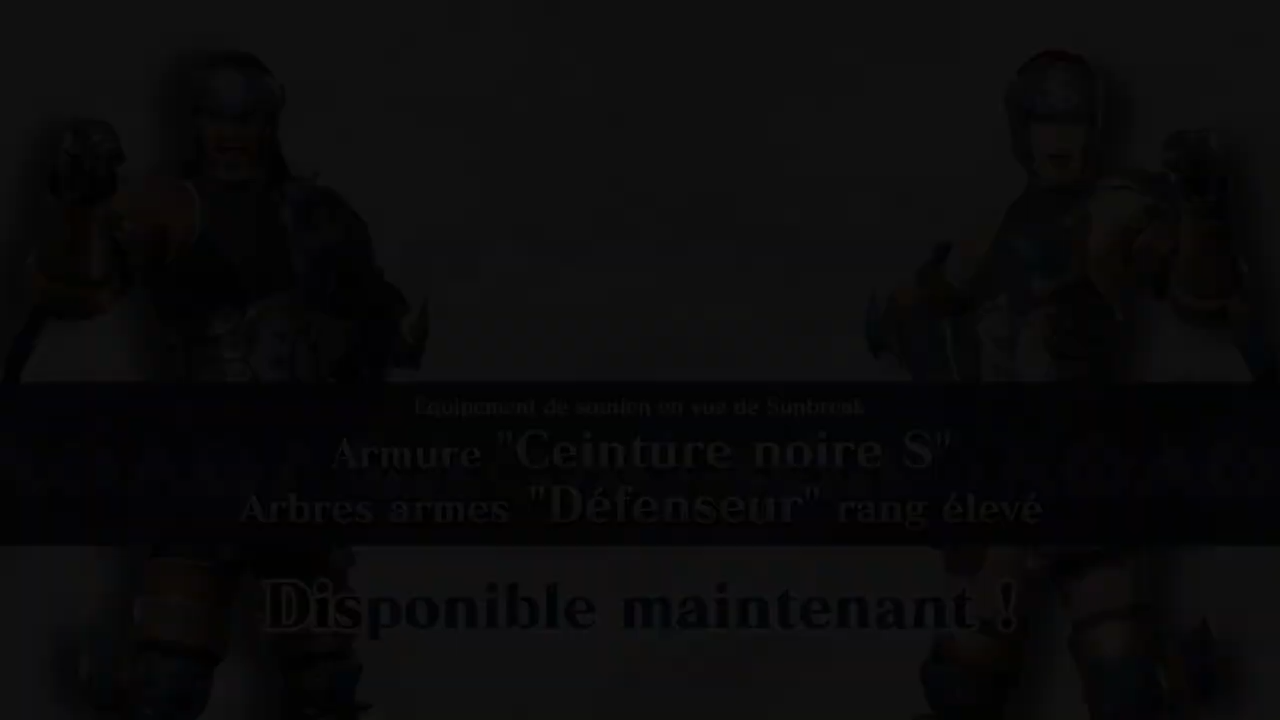 Équipement de soutien en vue de Sunbreak
Armure "Ceinture noire S"
Arbres armes "Défenseur" rang élevé
Disponible maintenant !